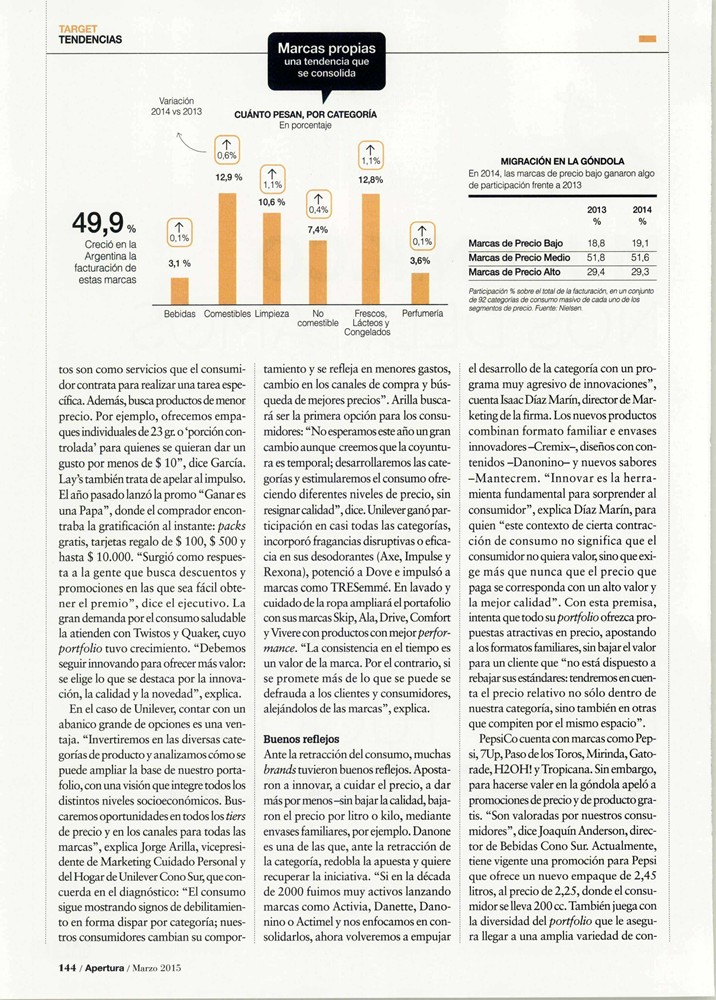 TARGET
TENDENCIAS
Marcas propias
una tendencia que
se consolida
Variación
2014 vs 2013
CUÁNTO PESAN, POR CATEGORÍA
En porcentaje
49,9 %
Creció en la
Argentina la
facturación de
estas marcas
0,1%
3,1 %
Bebidas
0,6%
12,9 %
Comestibles
1,1%
10,6 %
Limpieza
0,4%
7,4%
No
comestible
1,1%
12,8%
Frescos,
Lácteos y
Congelados
0,1%
3,6%
Perfumería
MIGRACIÓN EN LA GÓNDOLA
En 2014, las marcas de precio bajo ganaron algo
de participación frente a 2013
2013 2014
% %
Marcas de Precio Bajo 18,8 19,1
Marcas de Precio Medio 51,8 51,6
Marcas de Precio Alto 29,4 29,3
Participación % sobre el total de la facturación, en un conjunto
de 92 categorías de consumo masivo de cada uno de los
segmentos de precio. Fuente: Nielsen.
tos son como servicios que el consumi-
dor contrata para realizar una tarea espe-
cífica. Además, busca productos de menor
precio. Por ejemplo, ofrecemos empa-
ques individuales de 23 gr. o 'porción con-
trolada' para quienes se quieran dar un
gusto por menos de $ 10", dice García.
Lay's también trata de apelar al impulso.
El año pasado lanzó la promo "Ganar es
una Papa", donde el comprador encon-
traba la gratificación al instante: packs
gratis, tarjetas regalo de $ 100, $ 500 y
hasta $ 10.000. "Surgió como respues-
ta a la gente que busca descuentos y
promociones en las que sea fácil obte-
ner el premio", dice el ejecutivo. La
gran demanda por el consumo saludable
la atienden con Twistos y Quaker, cuyo
portfolio tuvo crecimiento. "Debemos
seguir innovando para ofrecer más valor:
se elige lo que se destaca por la innova-
ción, la calidad y la novedad", explica.
En el caso de Unilever, contar con un
abanico grande de opciones es una ven-
taja. "Invertiremos en las diversas cate-
gorías de producto y analizamos cómo se
puede ampliar la base de nuestro porta-
folio, con una visión que integre todos los
distintos niveles socioeconómicos. Bus-
caremos oportunidades en todos los tiers
de precio y en los canales para todas las
marcas", explica Jorge Arilla, vicepresi-
dente de Marketing Cuidado Personal y
del Hogar de Unilever Cono Sur, que con-
cuerda en el diagnóstico: "El consumo
sigue mostrando signos de debilitamien-
to en forma dispar por categoría; nues-
tros consumidores cambian su compor-
tamiento y se refleja en menores gastos,
cambio en los canales de compra y bús-
queda de mejores precios". Arilla busca-
rá ser la primera opción para los consu-
midores: "No esperamos este año un gran
cambio aunque creemos que la coyuntu-
ra es temporal; desarrollaremos las cate-
gorías y estimularemos el consumo ofre-
ciendo diferentes niveles de precio, sin
resignar calidad", dice. Unilever ganó par-
ticipación en casi todas las categorías,
incorporó fragancias disruptivas o efica-
cia en sus desodorantes (Axe, Impulse y
Rexona), potenció a Dove e impulsó a
marcas como TRESemmé. En lavado y
cuidado de la ropa ampliará el portafolio
con sus marcas Skip, Ala, Drive, Comfort
y Vivere con productos con mejor perfor-
mance. "La consistencia en el tiempo es
un valor de la marca. Por el contrario, si
se promete más de lo que se puede se
defrauda a los clientes y consumidores,
alejándolos de las marcas", explica.
Buenos reflejos
Ante la retracción del consumo, muchas
brands tuvieron buenos reflejos. Aposta-
ron a innovar, a cuidar el precio, a dar
más por menos –sin bajar la calidad, baja-
ron el precio por litro o kilo, mediante
envases familiares, por ejemplo. Danone
es una de las que, ante la retracción de
la categoría, redobla la apuesta y quiere
recuperar la iniciativa. "Si en la década
de 2000 fuimos muy activos lanzando
marcas como Activia, Danette, Dano-
nino o Actimel y nos enfocamos en con-
solidarlos, ahora volveremos a empujar
el desarrollo de la categoría con un pro-
grama muy agresivo de innovaciones",
cuenta Isaac Díaz Marín, director de Mar-
keting de la firma. Los nuevos productos
combinan formato familiar e envases
innovadores –Cremix–, diseños con con-
tenidos –Danonino– y nuevos sabores
–Mantecrem. "Innovar es la herra-
mienta fundamental para sorprender al
consumidor", explica Díaz Marín, para
quien "este contexto de cierta contrac-
ción de consumo no significa que el
consumidor no quiera valor, sino que exi-
ge más que nunca que el precio que
paga se corresponda con un alto valor y
la mejor calidad". Con esta premisa,
intenta que todo su portfolio ofrezca pro-
puestas atractivas en precio, apostando
a los formatos familiares, sin bajar el valor
para un cliente que "no está dispuesto a
rebajar sus estándares: tendremos en cuen-
ta el precio relativo no sólo dentro de
nuestra categoría, sino también en otras
que compiten por el mismo espacio".
PepsiCo cuenta con marcas como Pep-
si, 7Up, Paso de los Toros, Mirinda, Gato-
rade, H2OH! y Tropicana. Sin embargo,
para hacerse valer en la góndola apeló a
promociones de precio y de producto gra-
tis. "Son valoradas por nuestros consu-
midores", dice Joaquín Anderson, direc-
tor de Bebidas Cono Sur. Actualmente,
tiene vigente una promoción para Pepsi
que ofrece un nuevo empaque de 2,45
litros, al precio de 2,25, donde el consu-
midor se lleva 200 cc. También juega con
la diversidad del portfolio que le asegu-
ra llegar a una amplia variedad de con-
144 / Apertura / Marzo 2015